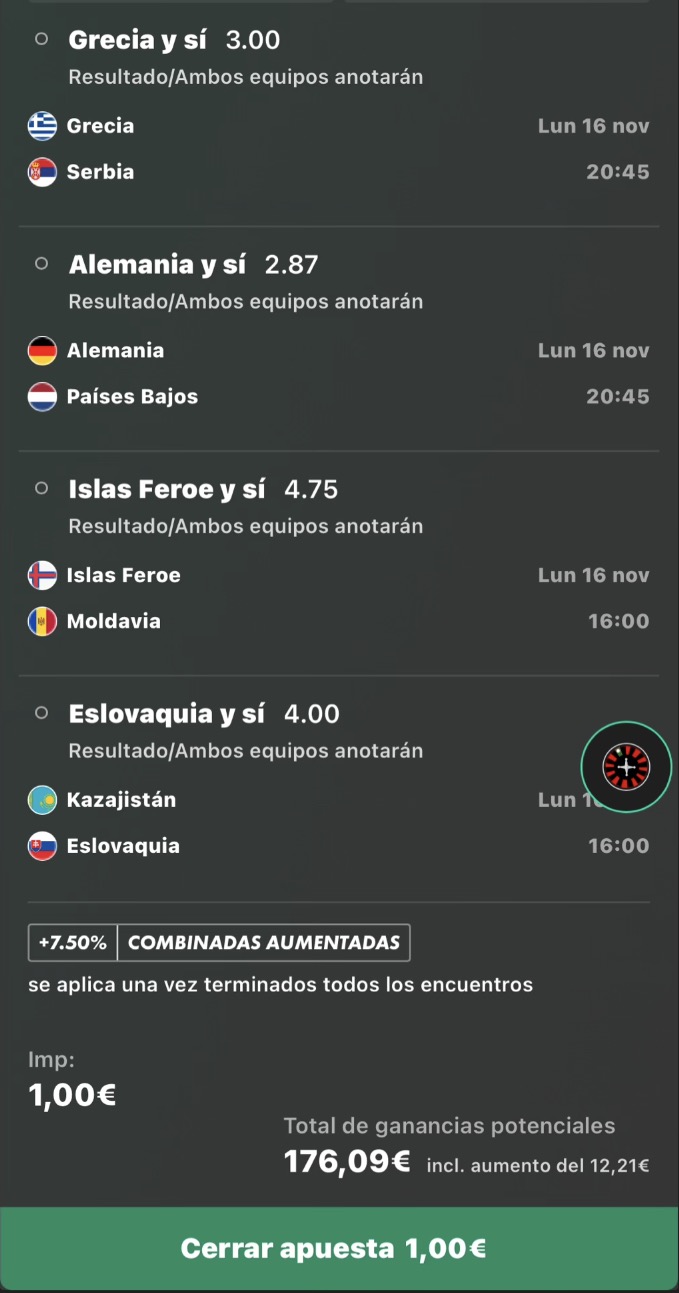 Grecia y sí 3.00
Resultado/Ambos equipos anotarán
Grecia Lun 16 nov
Serbia 20:45
Alemania y sí 2.87
Resultado/Ambos equipos anotarán
Alemania Lun 16 nov
Países Bajos 20:45
Islas Feroe y sí 4.75
Resultado/Ambos equipos anotarán
Islas Feroe Lun 16 nov
Moldavia 16:00
Eslovaquia y sí 4.00
Resultado/Ambos equipos anotarán
Kazajistán Lun
Eslovaquia 16:00
+7.50% COMBINADAS AUMENTADAS
se aplica una vez terminados todos los encuentros
Imp:
1,00€
Total de ganancias potenciales
176,09€ incl. aumento del 12,21€
Cerrar apuesta 1,00€